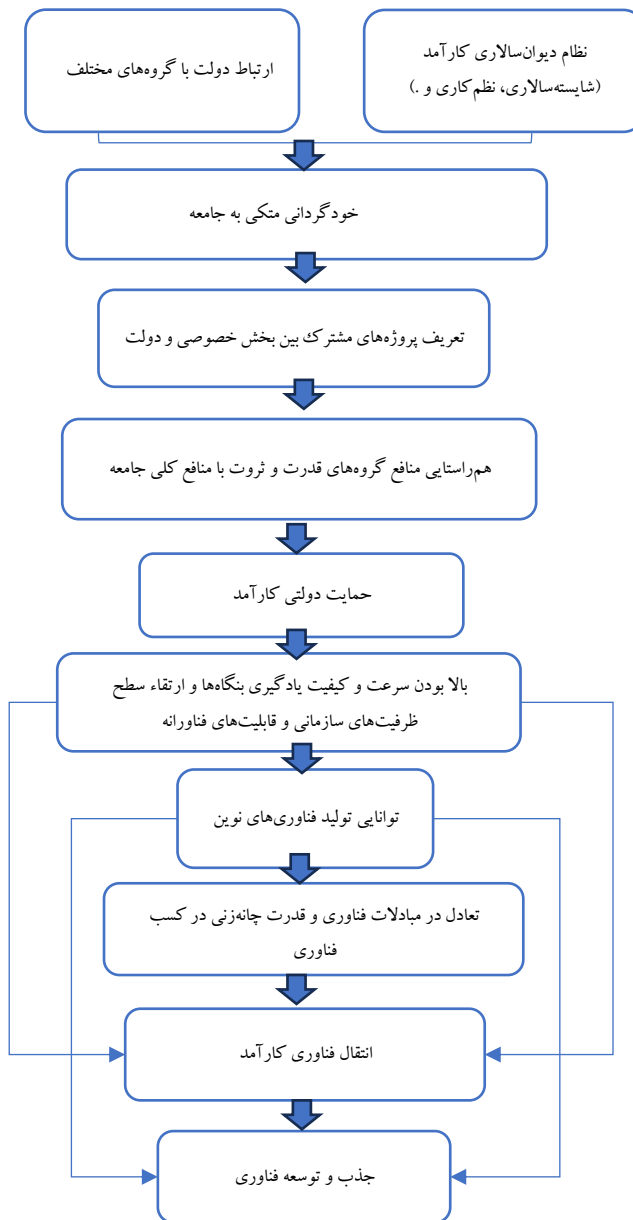 نظام دیوان‌سالاری کارآمد
(شایسته‌سالاری، نظم‌کاری و .)
ارتباط دولت با گروه‌های مختلف
خودگردانی متکی به جامعه
تعریف پروژه‌های مشترک بین بخش خصوصی و دولت
هم‌راستایی منافع گروه‌های قدرت و ثروت با منافع کلی جامعه
حمایت دولتی کارآمد
بالا بودن سرعت و کیفیت یادگیری بنگاه‌ها و ارتقاء سطح
ظرفیت‌های سازمانی و قابلیت‌های فناورانه
توانایی تولید فناوری‌های نوین
تعادل در مبادلات فناوری و قدرت چانه‌زنی در کسب
فناوری
انتقال فناوری کارآمد
جذب و توسعه فناوری